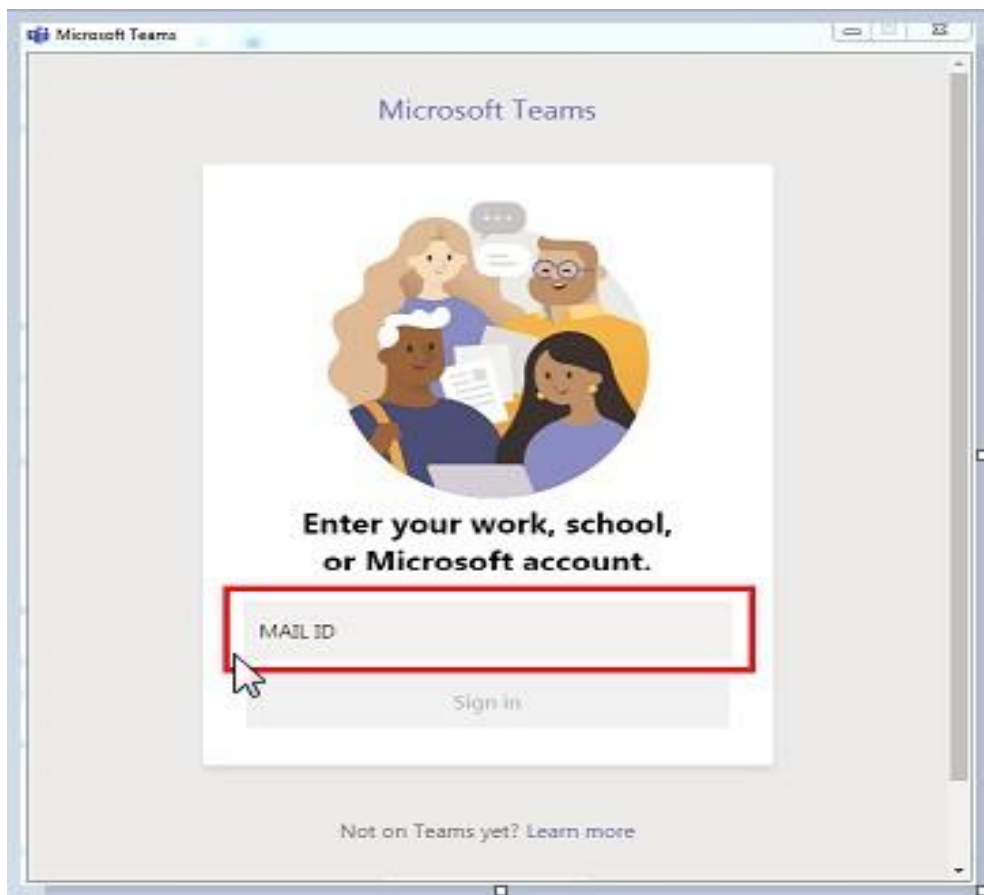 Microsoft Teams
Microsoft Teams
Enter your work, school,
or Microsoft account.
MAIL ID
Sign in
Not on Teams yet? Learn more